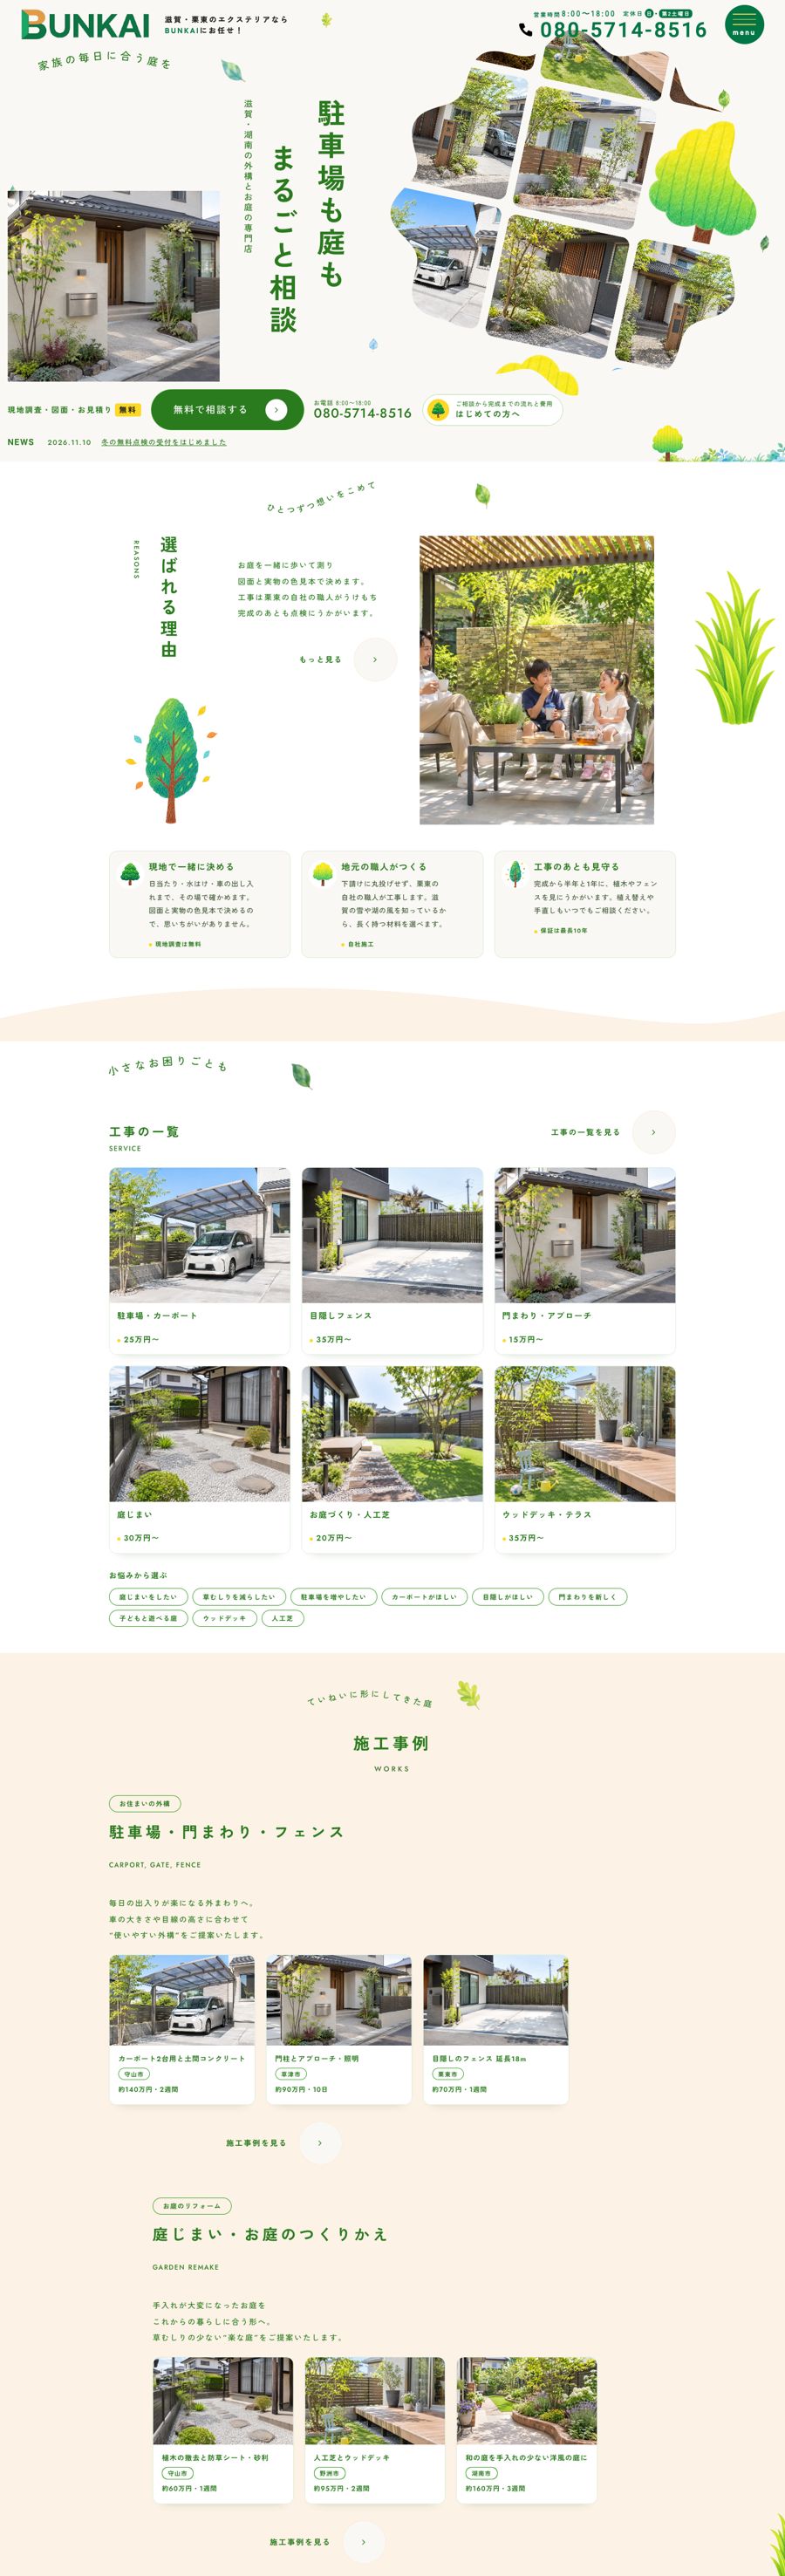 BUNKAI
滋賀・栗東のエクステリアなら
BUNKAIにお任せ！
営業時間 8:00〜18:00 定休日 日・第2土曜日
080-5714-8516
menu
家族の毎日に合う庭を
駐車場も庭も
まるごと相談
滋賀・湖南の外構とお庭の専門店
現地調査・図面・お見積り 無料
無料で相談する
お電話 8:00〜18:00
080-5714-8516
ご相談から完成までの流れと費用
はじめての方へ
NEWS 2026.11.10 冬の無料点検の受付をはじめました
ひとつずつ想いをこめて
選ばれる理由
REASONS
お庭を一緒に歩いて測り
図面と実物の色見本で決めます。
工事は栗東の自社の職人がうけもち
完成のあとも点検にうかがいます。
もっと見る
現地で一緒に決める
日当たり・水はけ・車の出し入
れまで、その場で確かめます。
図面と実物の色見本で決めるの
で、思いちがいがありません。
現地調査は無料
地元の職人がつくる
下請けに丸投げせず、栗東の
自社の職人が工事します。滋
賀の雪や湖の風を知っているか
ら、長く持つ材料を選べます。
自社施工
工事のあとも見守る
完成から半年と1年に、植木やフェン
スを見にうかがいます。植え替えや
手直しもいつでもご相談ください。
保証は最長10年
小さなお困りごとも
工事の一覧
SERVICE
工事の一覧を見る
駐車場・カーポート
25万円〜
目隠しフェンス
35万円〜
門まわり・アプローチ
15万円〜
庭じまい
30万円〜
お庭づくり・人工芝
20万円〜
ウッドデッキ・テラス
35万円〜
お悩みから選ぶ
庭じまいをしたい 草むしりを減らしたい 駐車場を増やしたい カーポートがほしい 目隠しがほしい 門まわりを新しく
子どもと遊べる庭 ウッドデッキ 人工芝
ていねいに形にしてきた庭
施工事例
WORKS
お住まいの外構
駐車場・門まわり・フェンス
CARPORT, GATE, FENCE
毎日の出入りが楽になる外まわりへ。
車の大きさや目線の高さに合わせて
“使いやすい外構”をご提案いたします。
カーポート2台用と土間コンクリート
守山市
約140万円・2週間
門柱とアプローチ・照明
草津市
約90万円・10日
目隠しのフェンス 延長18m
栗東市
約70万円・1週間
施工事例を見る
お庭のリフォーム
庭じまい・お庭のつくりかえ
GARDEN REMAKE
手入れが大変になったお庭を
これからの暮らしに合う形へ。
草むしりの少ない“楽な庭”をご提案いたします。
植木の撤去と防草シート・砂利
守山市
約60万円・1週間
人工芝とウッドデッキ
野洲市
約95万円・2週間
和の庭を手入れの少ない洋風の庭に
湖南市
約160万円・3週間
施工事例を見る